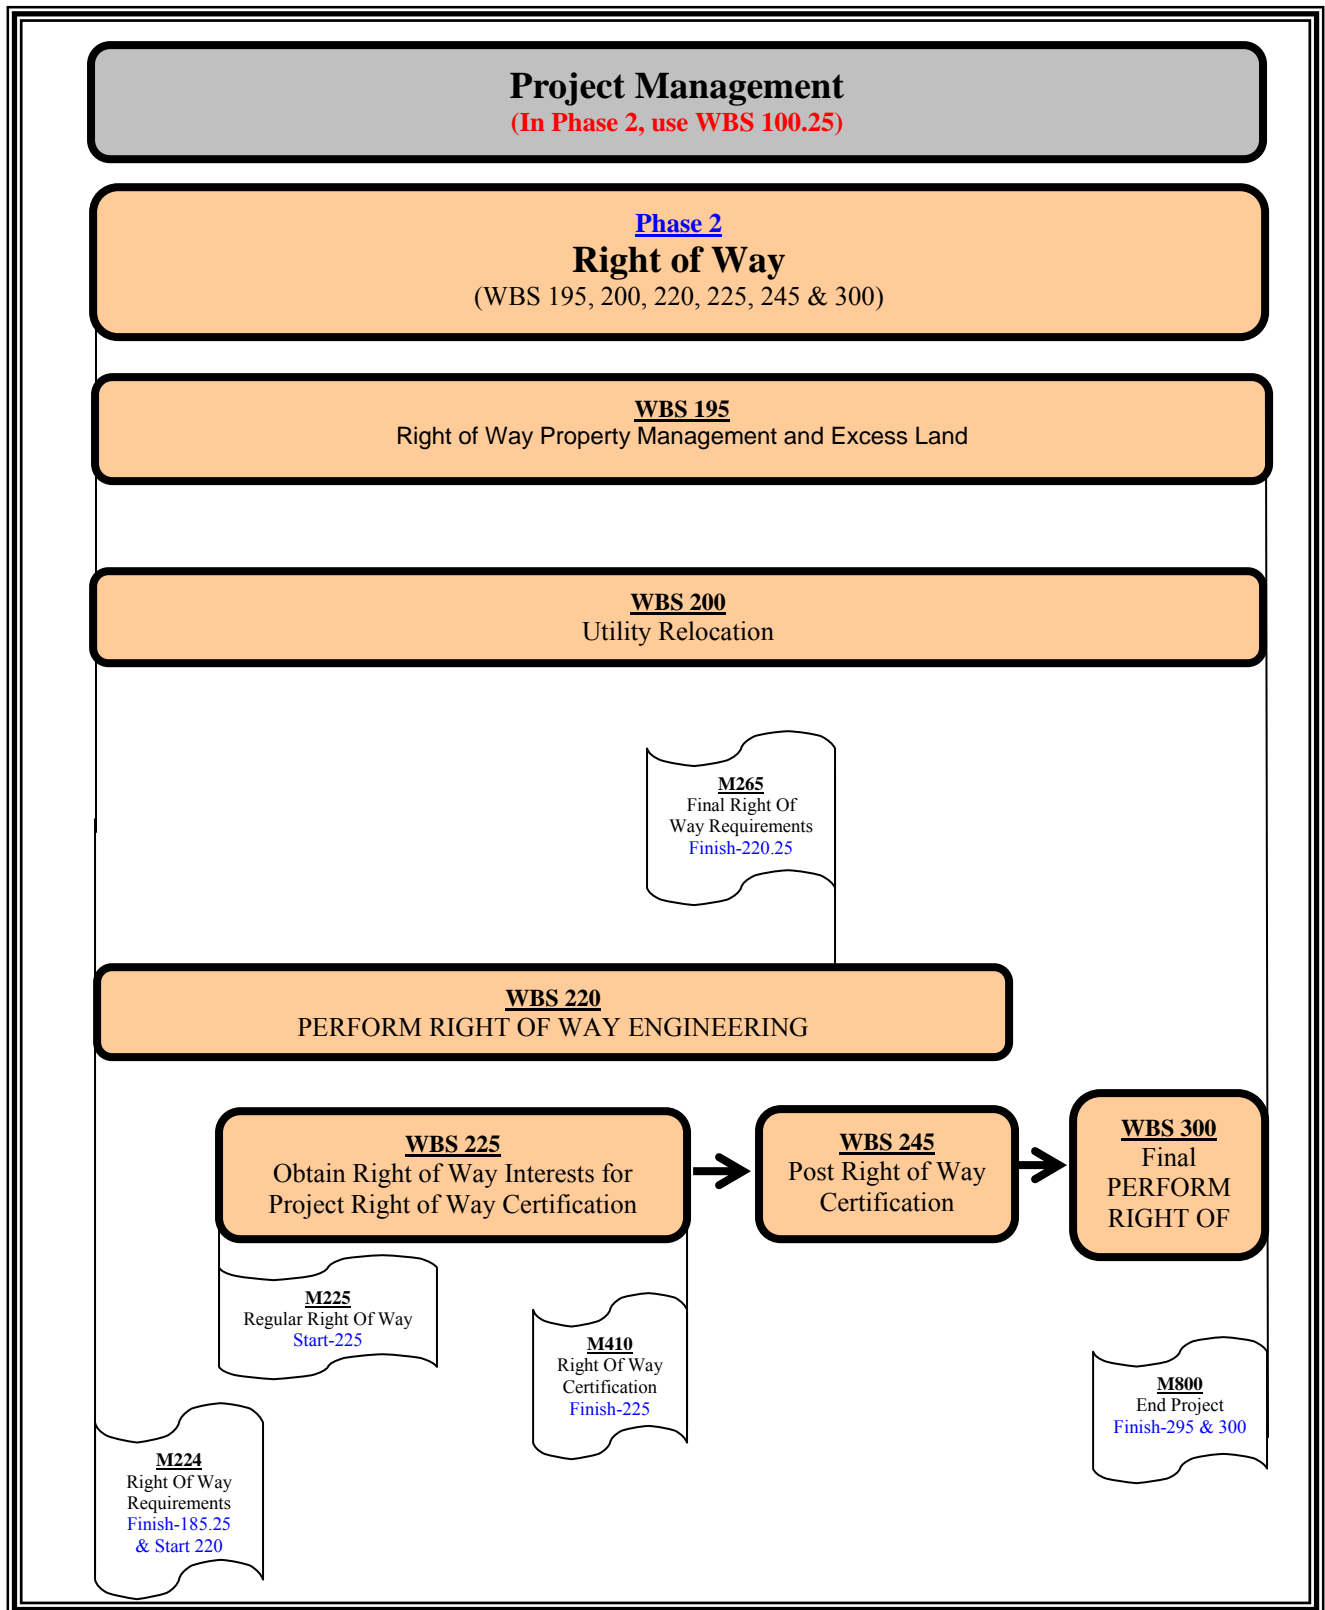 Project Management
(In Phase 2, use WBS 100.25)
Phase 2
Right of Way
(WBS 195, 200, 220, 225, 245 & 300)
WBS 195
Right of Way Property Management and Excess Land
WBS 200
Utility Relocation
M265
Final Right Of
Way Requirements
Finish-220.25
WBS 220
PERFORM RIGHT OF WAY ENGINEERING
WBS 225
Obtain Right of Way Interests for
Project Right of Way Certification
WBS 245
Post Right of Way
Certification
WBS 300
Final
PERFORM
RIGHT OF
M225
Regular Right Of Way
Start-225
M410
Right Of Way
Certification
Finish-225
M800
End Project
Finish-295 & 300
M224
Right Of Way
Requirements
Finish-185.25
& Start 220